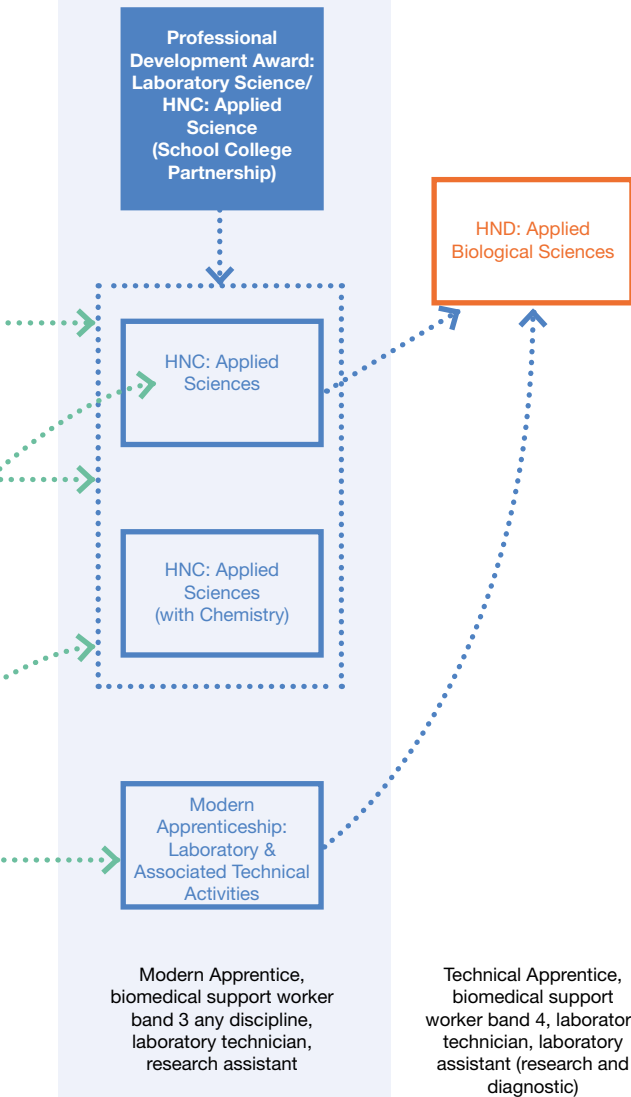 Professional
Development Award:
Laboratory Science/
HNC: Applied
Science
(School College
Partnership)
HNC: Applied
Sciences
HNC: Applied
Sciences
(with Chemistry)
Modern
Apprenticeship:
Laboratory &
Associated Technical
Activities
Modern Apprentice,
biomedical support worker
band 3 any discipline,
laboratory technician,
research assistant
HND: Applied
Biological Sciences
Technical Apprentice,
biomedical support
worker band 4, laborator
technician, laboratory
assistant (research and
diagnostic)